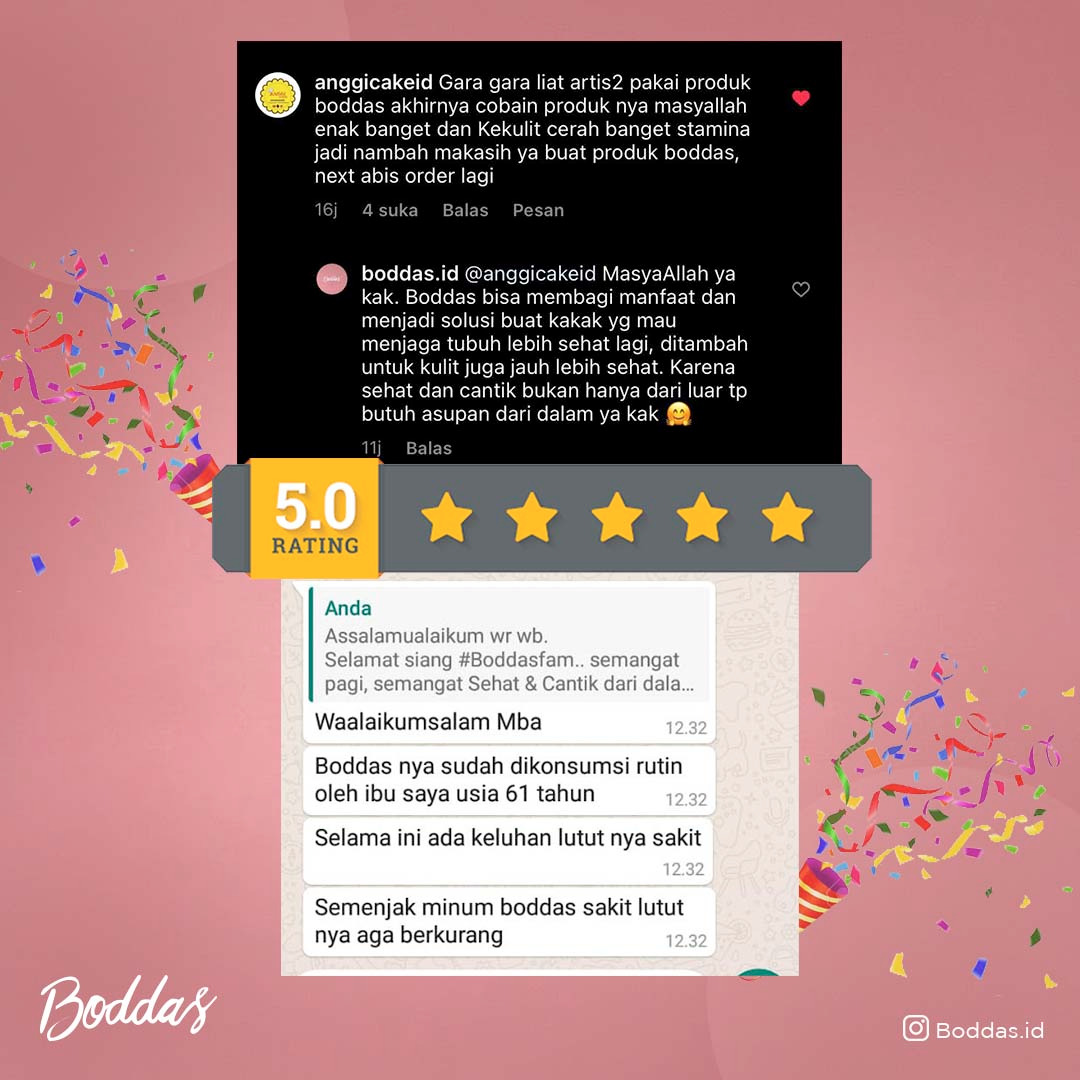 anggicakeid Gara gara liat artis2 pakai produk
boddas akhirnya cobain produk nya masyallah
enak banget dan Kekulit cerah banget stamina
jadi nambah makasih ya buat produk boddas,
next abis order lagi
16j 4 suka Balas Pesan
boddas.id @anggicakeid MasyaAllah ya
kak. Boddas bisa membagi manfaat dan
menjadi solusi buat kakak yg mau
menjaga tubuh lebih sehat lagi, ditambah
untuk kulit juga jauh lebih sehat. Karena
sehat dan cantik bukan hanya dari luar tp
butuh asupan dari dalam ya kak 🤗
11j Balas
5.0
RATING
Anda
Assalamualaikum wr wb.
Selamat siang #Boddasfam.. semangat
pagi, semangat Sehat & Cantik dari dala...
Waalaikumsalam Mba 12.32
Boddas nya sudah dikonsumsi rutin
oleh ibu saya usia 61 tahun 12.32
Selama ini ada keluhan lutut nya sakit
12.32
Semenjak minum boddas sakit lutut
nya aga berkurang 12.32
Boddas
Boddas.id